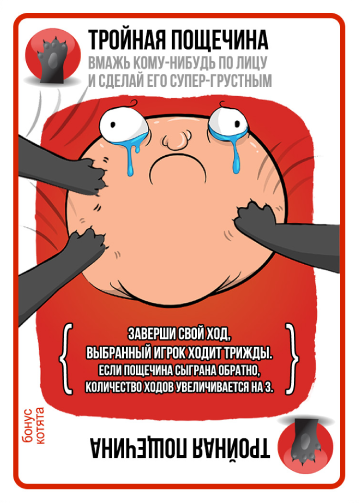 ТРОЙНАЯ ПОЩЕЧИНА
ВМАЖЬ КОМУ-НИБУДЬ ПО ЛИЦУ
И СДЕЛАЙ ЕГО СУПЕР-ГРУСТНЫМ
ЗАВЕРШИ СВОЙ ХОД,
ВЫБРАННЫЙ ИГРОК ХОДИТ ТРИЖДЫ.
ЕСЛИ ПОЩЕЧИНА СЫГРАНА ОБРАТНО,
КОЛИЧЕСТВО ХОДОВ УВЕЛИЧИВАЕТСЯ НА 3.
бонус
котята
ТРОЙНАЯ ПОЩЕЧИНА